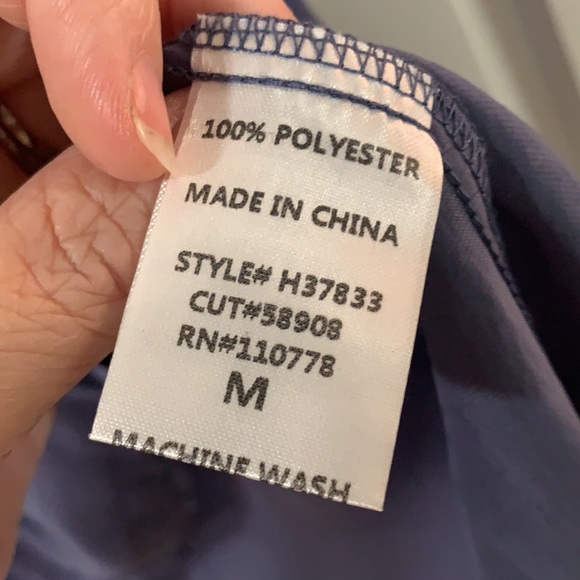 100% POLYESTER
MADE IN CHINA
STYLE# H37833
CUT#58908
RN#110778
M
MACHINE WASH